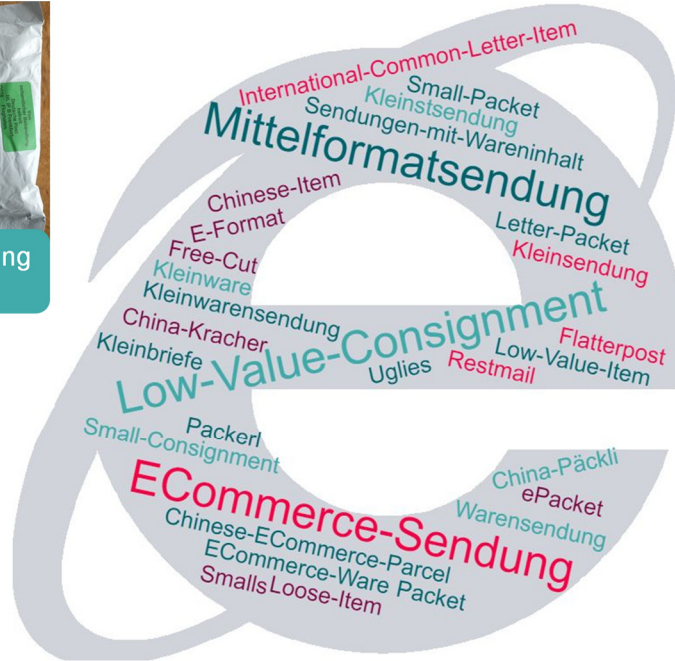 International-Common-Letter-Item
Small-Packet
Kleinstsendung
Sendungen-mit-Wareninhalt
Mittelformatsendung
Chinese-Item
E-Format
Letter-Packet
Free-Cut
Kleinsendung
ng
Kleinware
Kleinwarensendung
Low-Value-Consignment
China-Kracher
Flatterpost
Kleinbriefe
Low-Value-Item
Uglies
Restmail
Packerl
Small-Consignment
China-Päckli
ECommerce-Sendung
ePacket
Warensendung
Chinese-ECommerce-Parcel
ECommerce-Ware Packet
Smalls Loose-Item